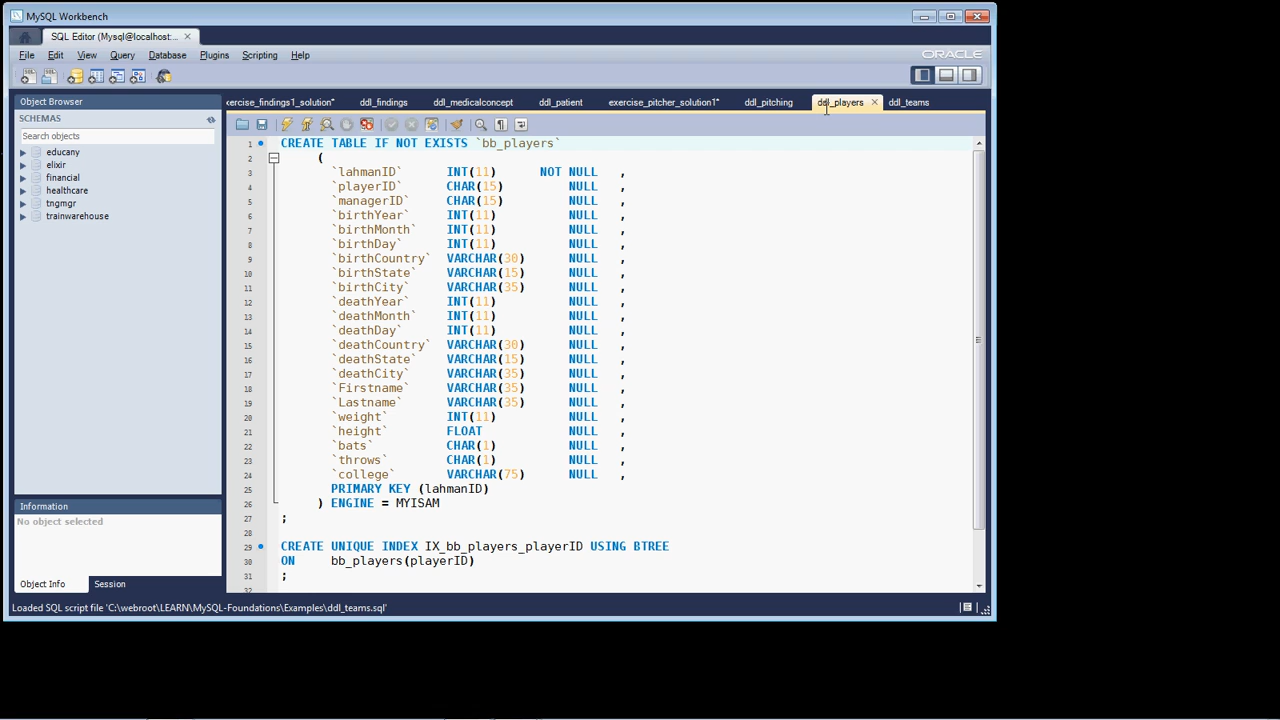 MySQL Workbench
SQL Editor (Mysql@localhost:... ×
File Edit View Query Database Plugins Scripting Help
ORACLE
Object Browser
SCHEMAS
Search objects
educany
elixir
financial
healthcare
tngmgr
trainwarehouse
Information
No object selected
Object Info Session
xercise_findings1_solution* ddl_findings ddl_medicalconcept ddl_patient exercise_pitcher_solution1* ddl_pitching ddl_players × ddl_teams
1 CREATE TABLE IF NOT EXISTS `bb_players`
2 (
3 `lahmanID` INT(11) NOT NULL ,
4 `playerID` CHAR(15) NULL ,
5 `managerID` CHAR(15) NULL ,
6 `birthYear` INT(11) NULL ,
7 `birthMonth` INT(11) NULL ,
8 `birthDay` INT(11) NULL ,
9 `birthCountry` VARCHAR(30) NULL ,
10 `birthState` VARCHAR(15) NULL ,
11 `birthCity` VARCHAR(35) NULL ,
12 `deathYear` INT(11) NULL ,
13 `deathMonth` INT(11) NULL ,
14 `deathDay` INT(11) NULL ,
15 `deathCountry` VARCHAR(30) NULL ,
16 `deathState` VARCHAR(15) NULL ,
17 `deathCity` VARCHAR(35) NULL ,
18 `Firstname` VARCHAR(35) NULL ,
19 `Lastname` VARCHAR(35) NULL ,
20 `weight` INT(11) NULL ,
21 `height` FLOAT NULL ,
22 `bats` CHAR(1) NULL ,
23 `throws` CHAR(1) NULL ,
24 `college` VARCHAR(75) NULL ,
25 PRIMARY KEY (lahmanID)
26 ) ENGINE = MYISAM
27 ;
28
29 CREATE UNIQUE INDEX IX_bb_players_playerID USING BTREE
30 ON bb_players(playerID)
31 ;
32
Loaded SQL script file 'C:\webroot\LEARN\MySQL-Foundations\Examples\ddl_teams.sql'